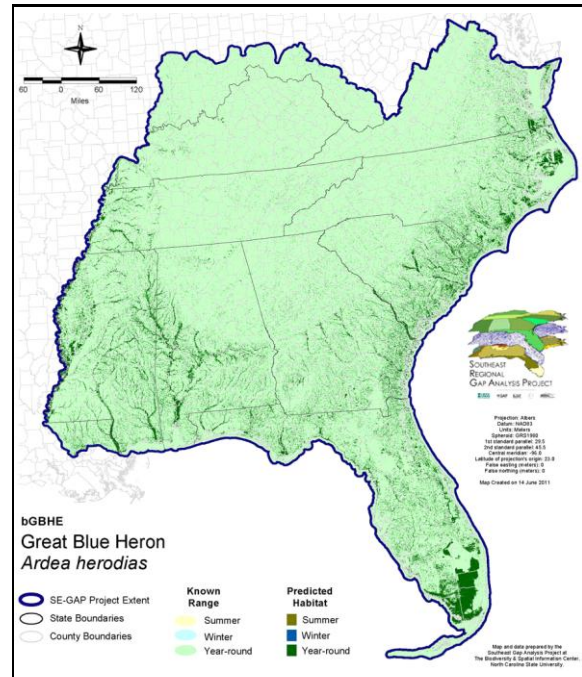 N
60 0 60 120
Miles
SOUTHEAST
REGIONAL
GAP ANALYSIS PROJECT
Projection: Albers
Datum: NAD83
Units: Meters
Spheroid: GRS1980
1st standard parallel: 29.5
2nd standard parallel: 45.5
Central meridian: -96.0
Latitude of projection's origin: 23.0
False easting (meters): 0
False northing (meters): 0
Map Created on 14 June 2011
bGBHE
Great Blue Heron
Ardea herodias
SE-GAP Project Extent
State Boundaries
County Boundaries
Known
Range
Summer
Winter
Year-round
Predicted
Habitat
Summer
Winter
Year-round
Map and data prepared by the
Southeast Gap Analysis Project at
The Biodiversity & Spatial Information Center,
North Carolina State University.